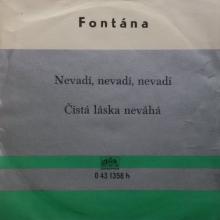 Fontána
Nevadí, nevadí, nevadí
Čistá láska neváhá
0 43 1358 h